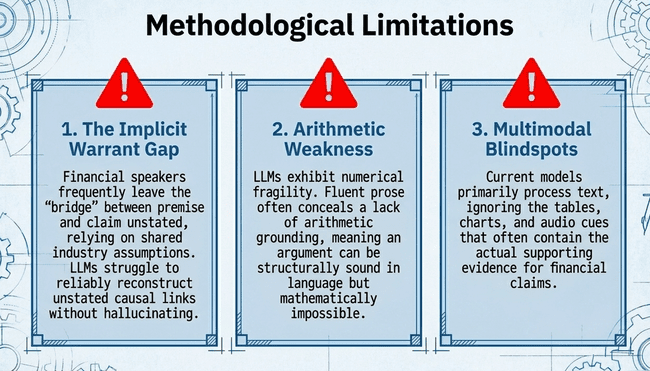 Methodological Limitations
1. The Implicit
Warrant Gap
Financial speakers
frequently leave the
“bridge” between premise
and claim unstated,
relying on shared
industry assumptions.
LLMs struggle to
reliably reconstruct
unstated causal links
without hallucinating.
2. Arithmetic
Weakness
LLMs exhibit numerical
fragility. Fluent prose
often conceals a lack
of arithmetic
grounding, meaning an
argument can be
structurally sound in
language but
mathematically
impossible.
3. Multimodal
Blindspots
Current models
primarily process text,
ignoring the tables,
charts, and audio cues
that often contain the
actual supporting
evidence for financial
claims.